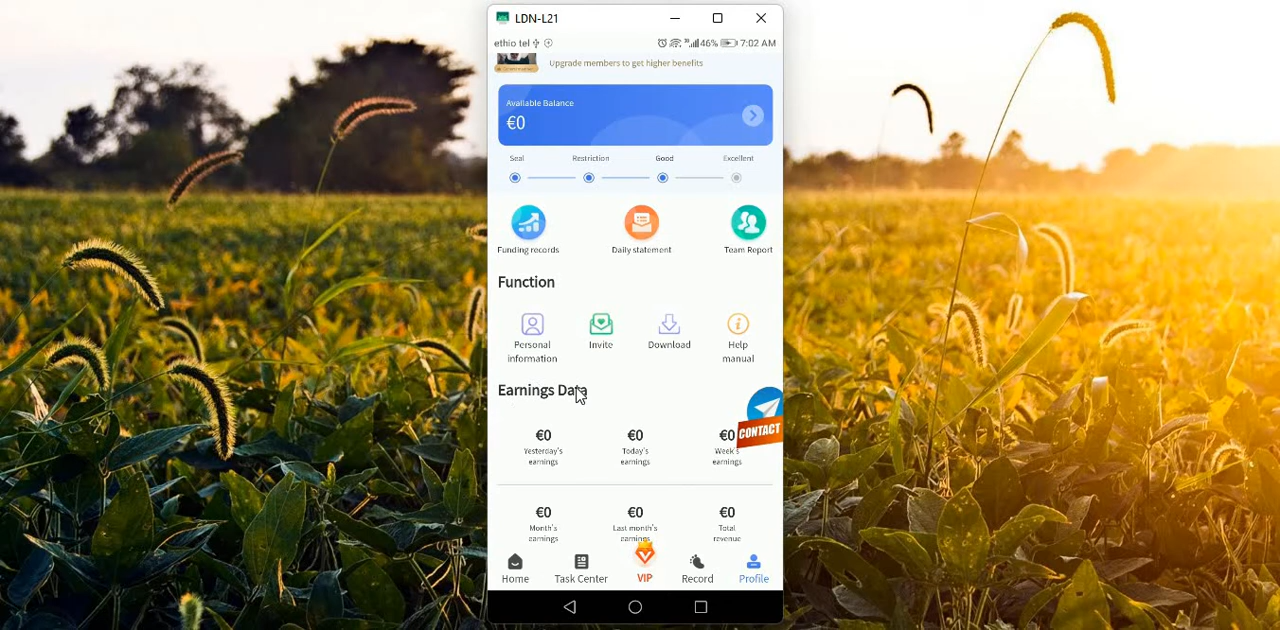 LDN-L21
ethio tel 46% 7:02 AM
Upgrade members to get higher benefits
Available Balance
€0
Seal Restriction Good Excellent
Funding records Daily statement Team Report
Function
Personal information Invite Download Help manual
Earnings Data
CONTACT
€0 €0 €0
Yesterday's earnings Today's earnings Week's earnings
€0 €0 €0
Month's earnings Last month's earnings Total revenue
Home Task Center VIP Record Profile